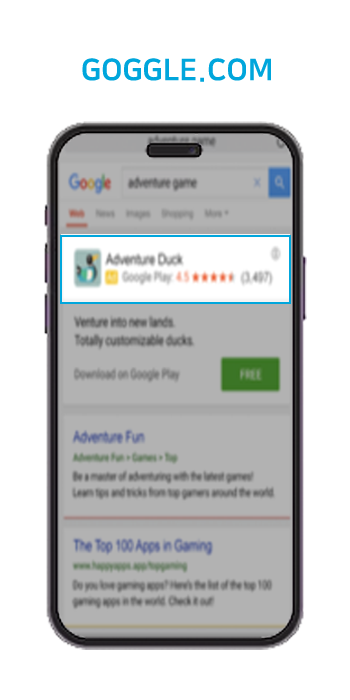 GOGGLE.COM
adventure game
Google
adventure game ×
Web News Images Shopping More
Adventure Duck
Ad Google Play: 4.5 ★★★★★ (3,497)
Venture into new lands.
Totally customizable ducks.
Download on Google Play
FREE
Adventure Fun
Adventure Fun > Games > Top
Be a master of adventuring with the latest games!
Learn tips and tricks from top gamers around the world.
The Top 100 Apps in Gaming
www.happyapps.app/topgaming
Do you love gaming apps? Here's the list of the top 100
gaming apps in the world. Check it out!